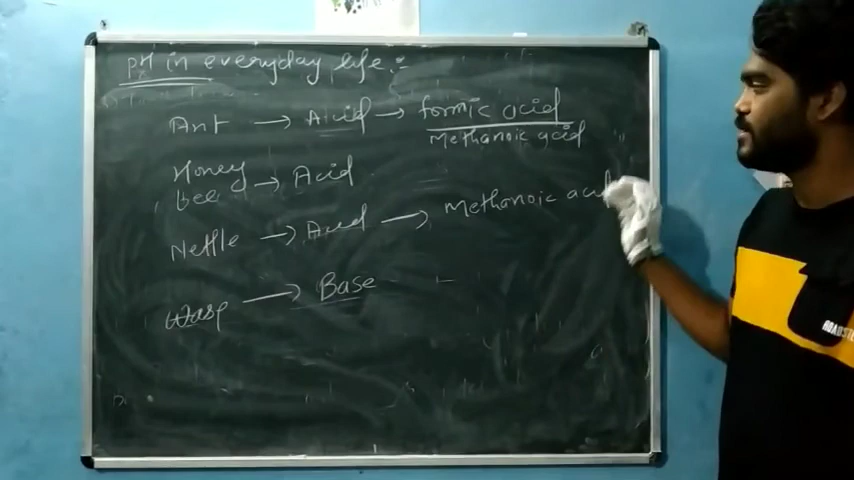 pH in everyday life :-
Ant → Acid → formic acid
Methanoic acid
Honey
bee → Acid
Nettle → Acid → Methanoic acid
Wasp → Base
ROADSTE